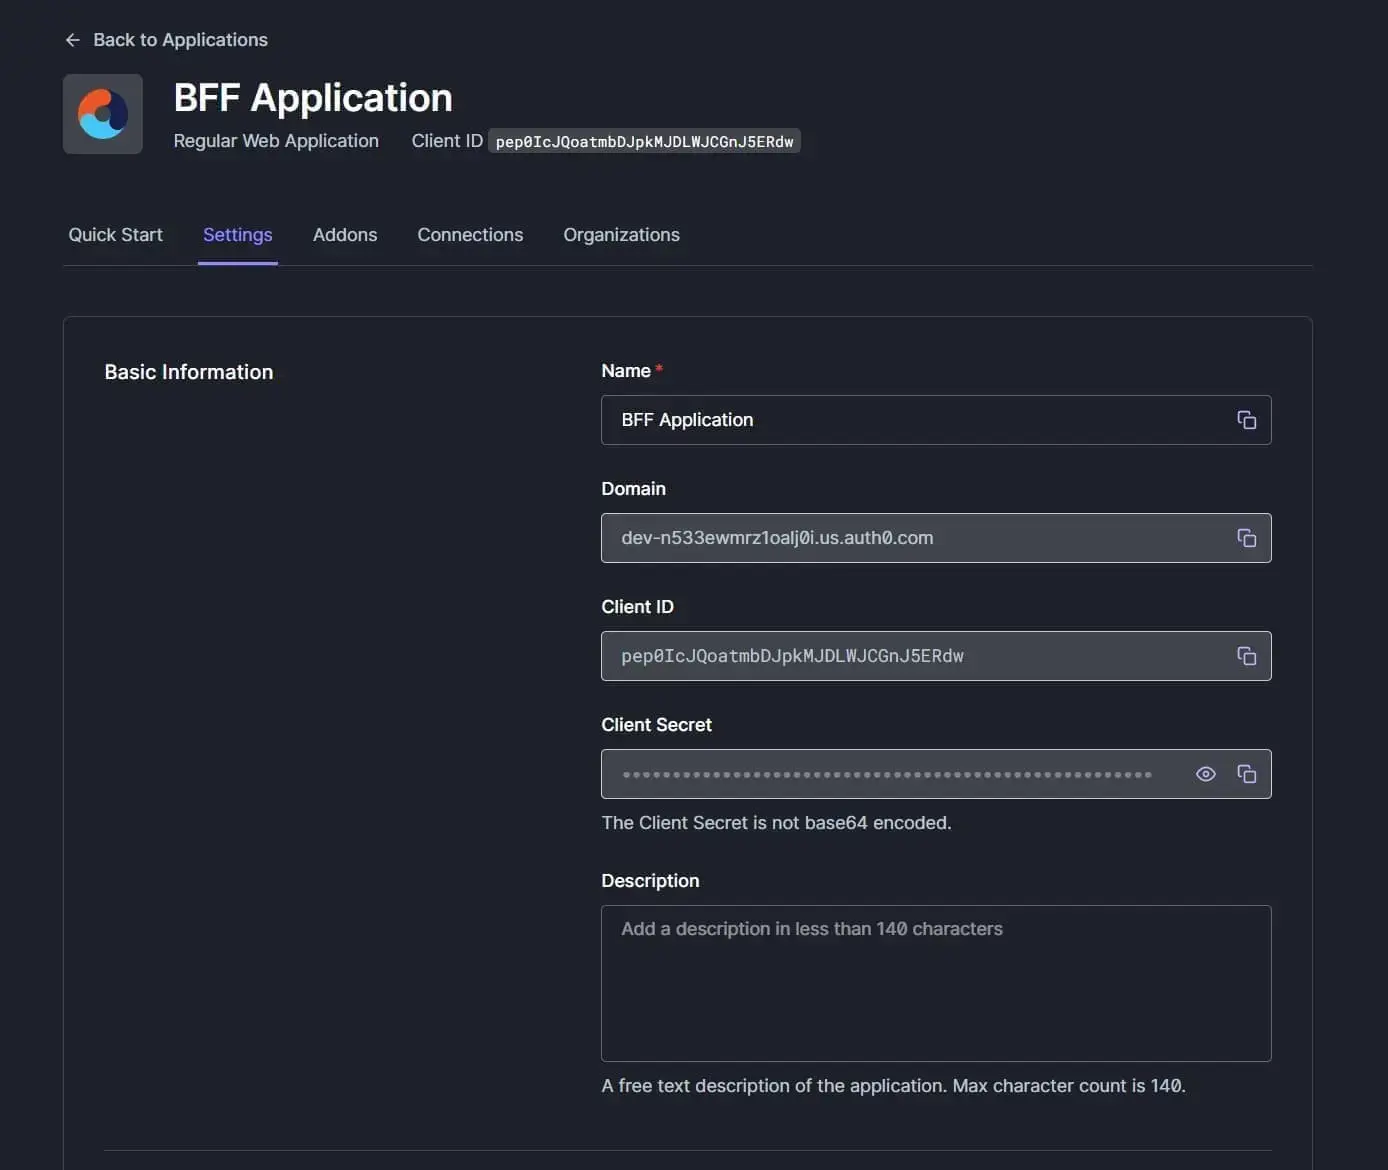 Back to Applications
BFF Application
Regular Web Application Client ID pep0IcJQoatmbDJpkMJDLWJCGnJ5ERdw
Quick Start Settings Addons Connections Organizations
Basic Information
Name *
BFF Application
Domain
dev-n533ewmrz1oalj0i.us.auth0.com
Client ID
pep0IcJQoatmbDJpkMJDLWJCGnJ5ERdw
Client Secret
The Client Secret is not base64 encoded.
Description
Add a description in less than 140 characters
A free text description of the application. Max character count is 140.